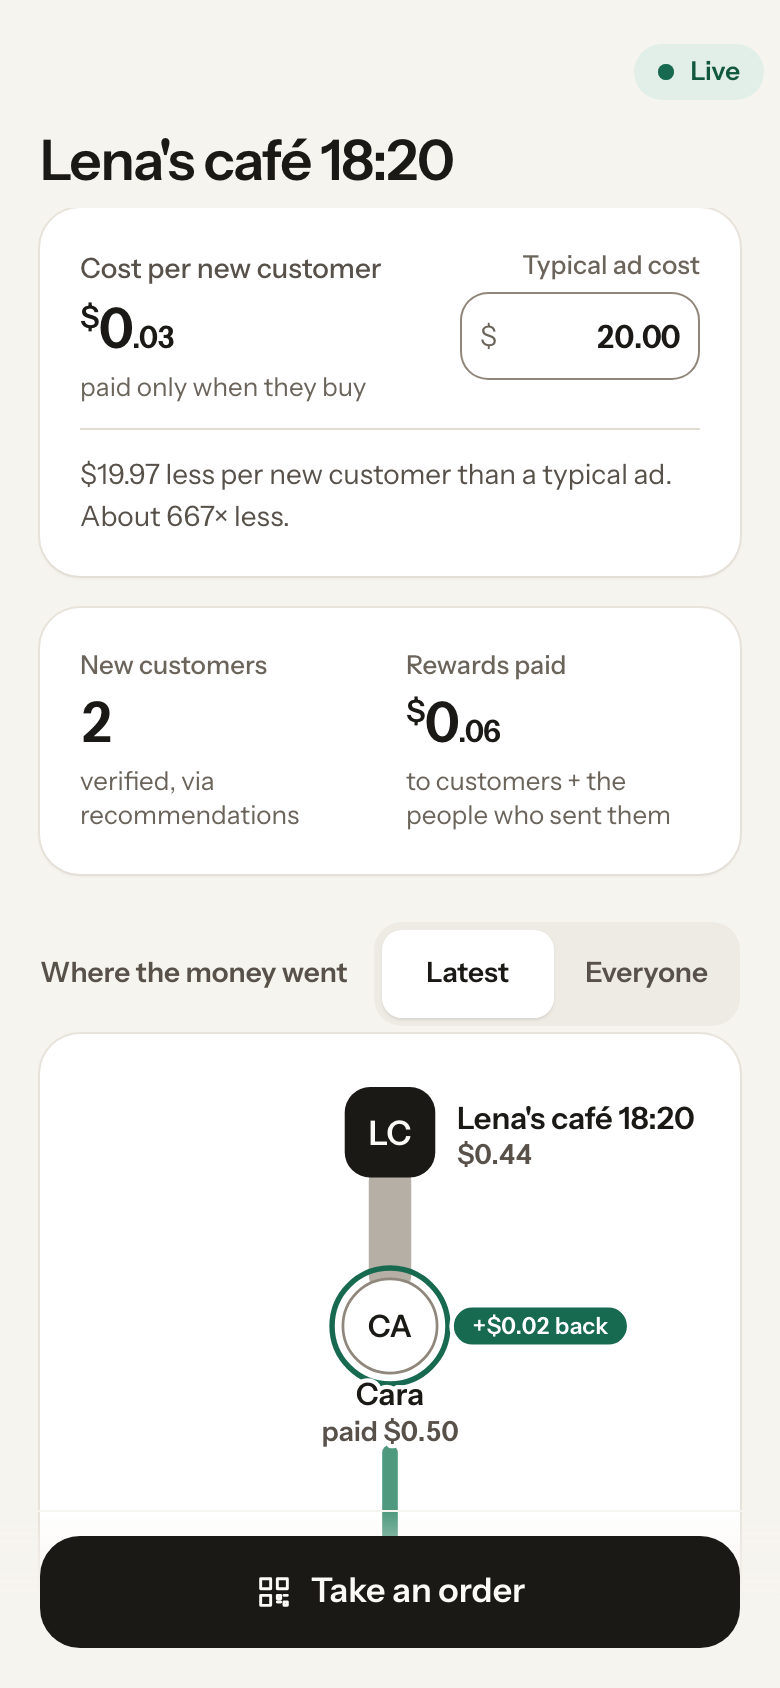 Live
Lena's café 18:20
Cost per new customer
$0.03
paid only when they buy
Typical ad cost
$ 20.00
$19.97 less per new customer than a typical ad.
About 667× less.
New customers
2
verified, via
recommendations
Rewards paid
$0.06
to customers + the
people who sent them
Where the money went
Latest
Everyone
LC
Lena's café 18:20
$0.44
CA
+$0.02 back
Cara
paid $0.50
Take an order